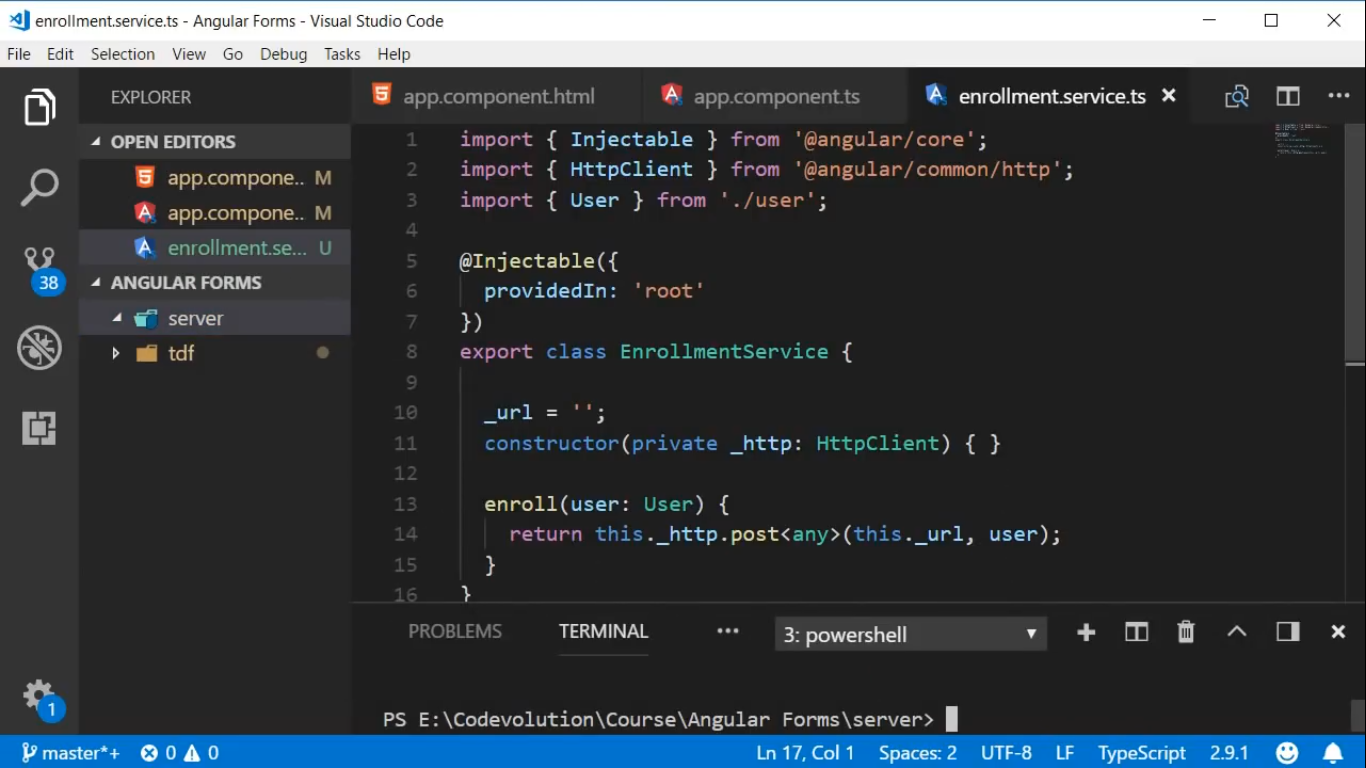 enrollment.service.ts - Angular Forms - Visual Studio Code
File Edit Selection View Go Debug Tasks Help
EXPLORER
OPEN EDITORS
app.compone.. M
app.compone.. M
enrollment.se... U
ANGULAR FORMS
server
tdf
38
1
app.component.html app.component.ts enrollment.service.ts
1 import { Injectable } from '@angular/core';
2 import { HttpClient } from '@angular/common/http';
3 import { User } from './user';
4
5 @Injectable({
6 providedIn: 'root'
7 })
8 export class EnrollmentService {
9
10 _url = '';
11 constructor(private _http: HttpClient) { }
12
13 enroll(user: User) {
14 return this._http.post<any>(this._url, user);
15 }
16 }
PROBLEMS TERMINAL ... 3: powershell
PS E:\Codevolution\Course\Angular Forms\server>
master*+ 0 0 Ln 17, Col 1 Spaces: 2 UTF-8 LF TypeScript 2.9.1